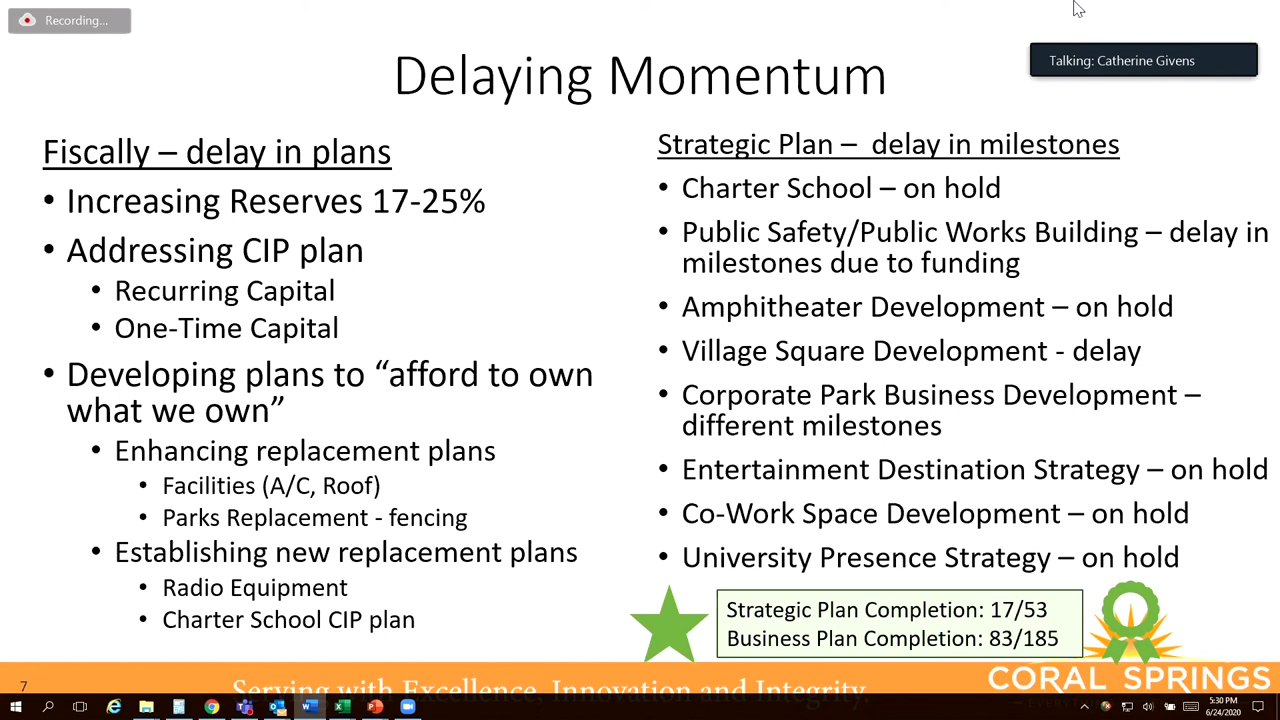 Recording...
Talking: Catherine Givens
Delaying Momentum
Fiscally – delay in plans
• Increasing Reserves 17-25%
• Addressing CIP plan
• Recurring Capital
• One-Time Capital
• Developing plans to “afford to own
what we own”
• Enhancing replacement plans
• Facilities (A/C, Roof)
• Parks Replacement - fencing
• Establishing new replacement plans
• Radio Equipment
• Charter School CIP plan
Strategic Plan – delay in milestones
• Charter School – on hold
• Public Safety/Public Works Building – delay in
milestones due to funding
• Amphitheater Development – on hold
• Village Square Development - delay
• Corporate Park Business Development –
different milestones
• Entertainment Destination Strategy – on hold
• Co-Work Space Development – on hold
• University Presence Strategy – on hold
Strategic Plan Completion: 17/53
Business Plan Completion: 83/185
7
Serving with Excellence, Innovation and Integrity.
CORAL SPRINGS
5:30 PM
6/24/2020